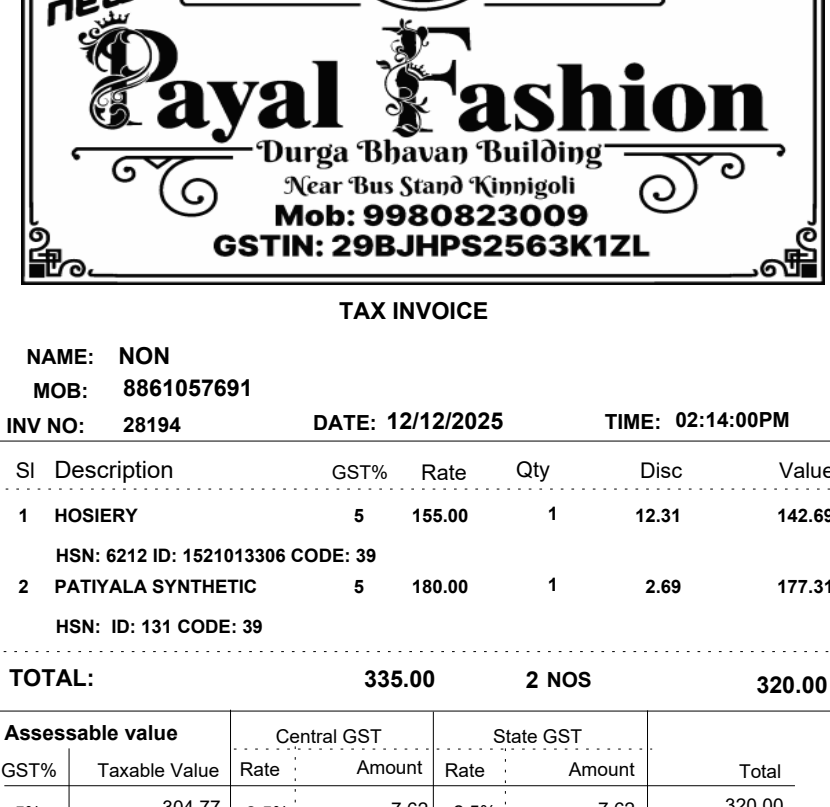 new
Payal Fashion
Durga Bhavan Building
Near Bus Stand Kinnigoli
Mob: 9980823009
GSTIN: 29BJHPS2563K1ZL
TAX INVOICE
NAME: NON
MOB: 8861057691
INV NO: 28194 DATE: 12/12/2025 TIME: 02:14:00PM
Sl Description GST% Rate Qty Disc Value
1 HOSIERY 5 155.00 1 12.31 142.69
HSN: 6212 ID: 1521013306 CODE: 39
2 PATIYALA SYNTHETIC 5 180.00 1 2.69 177.31
HSN: ID: 131 CODE: 39
TOTAL: 335.00 2 NOS 320.00
Assessable value Central GST State GST
GST% Taxable Value Rate Amount Rate Amount Total
304.77 7.62 7.62 320.00